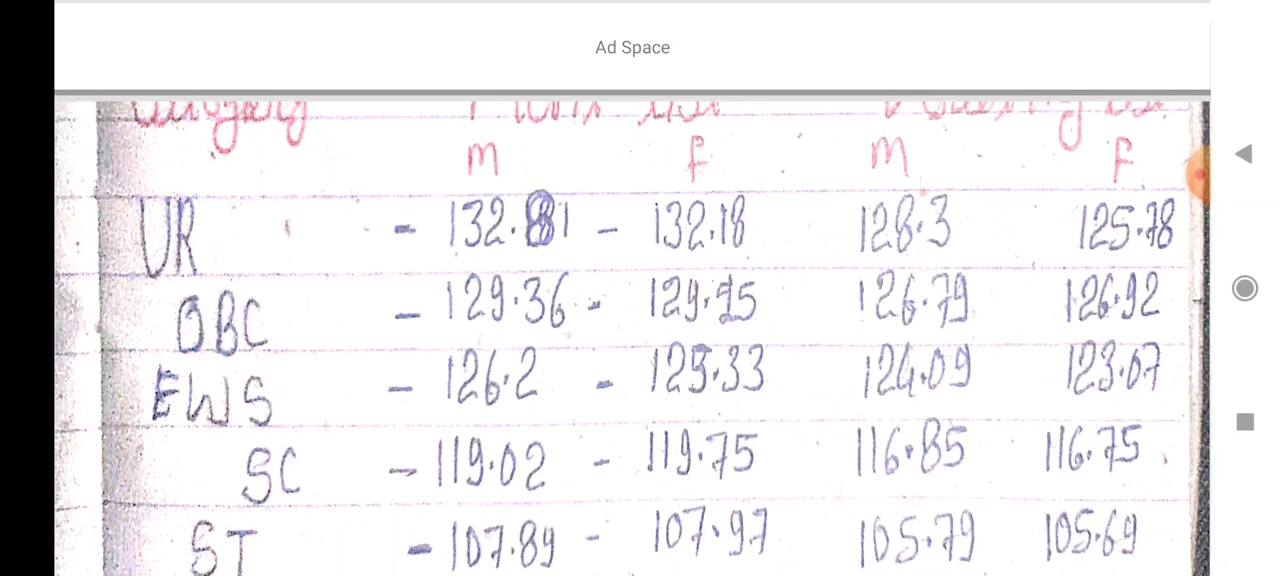 Ad Space
m f m F
UR - 132.81 - 132.18 128.3 125.78
OBC - 129.36 - 129.25 126.79 126.92
EWS - 126.2 - 125.33 124.09 123.07
SC - 119.02 - 119.75 116.85 116.75
ST - 107.89 - 107.97 105.79 105.69